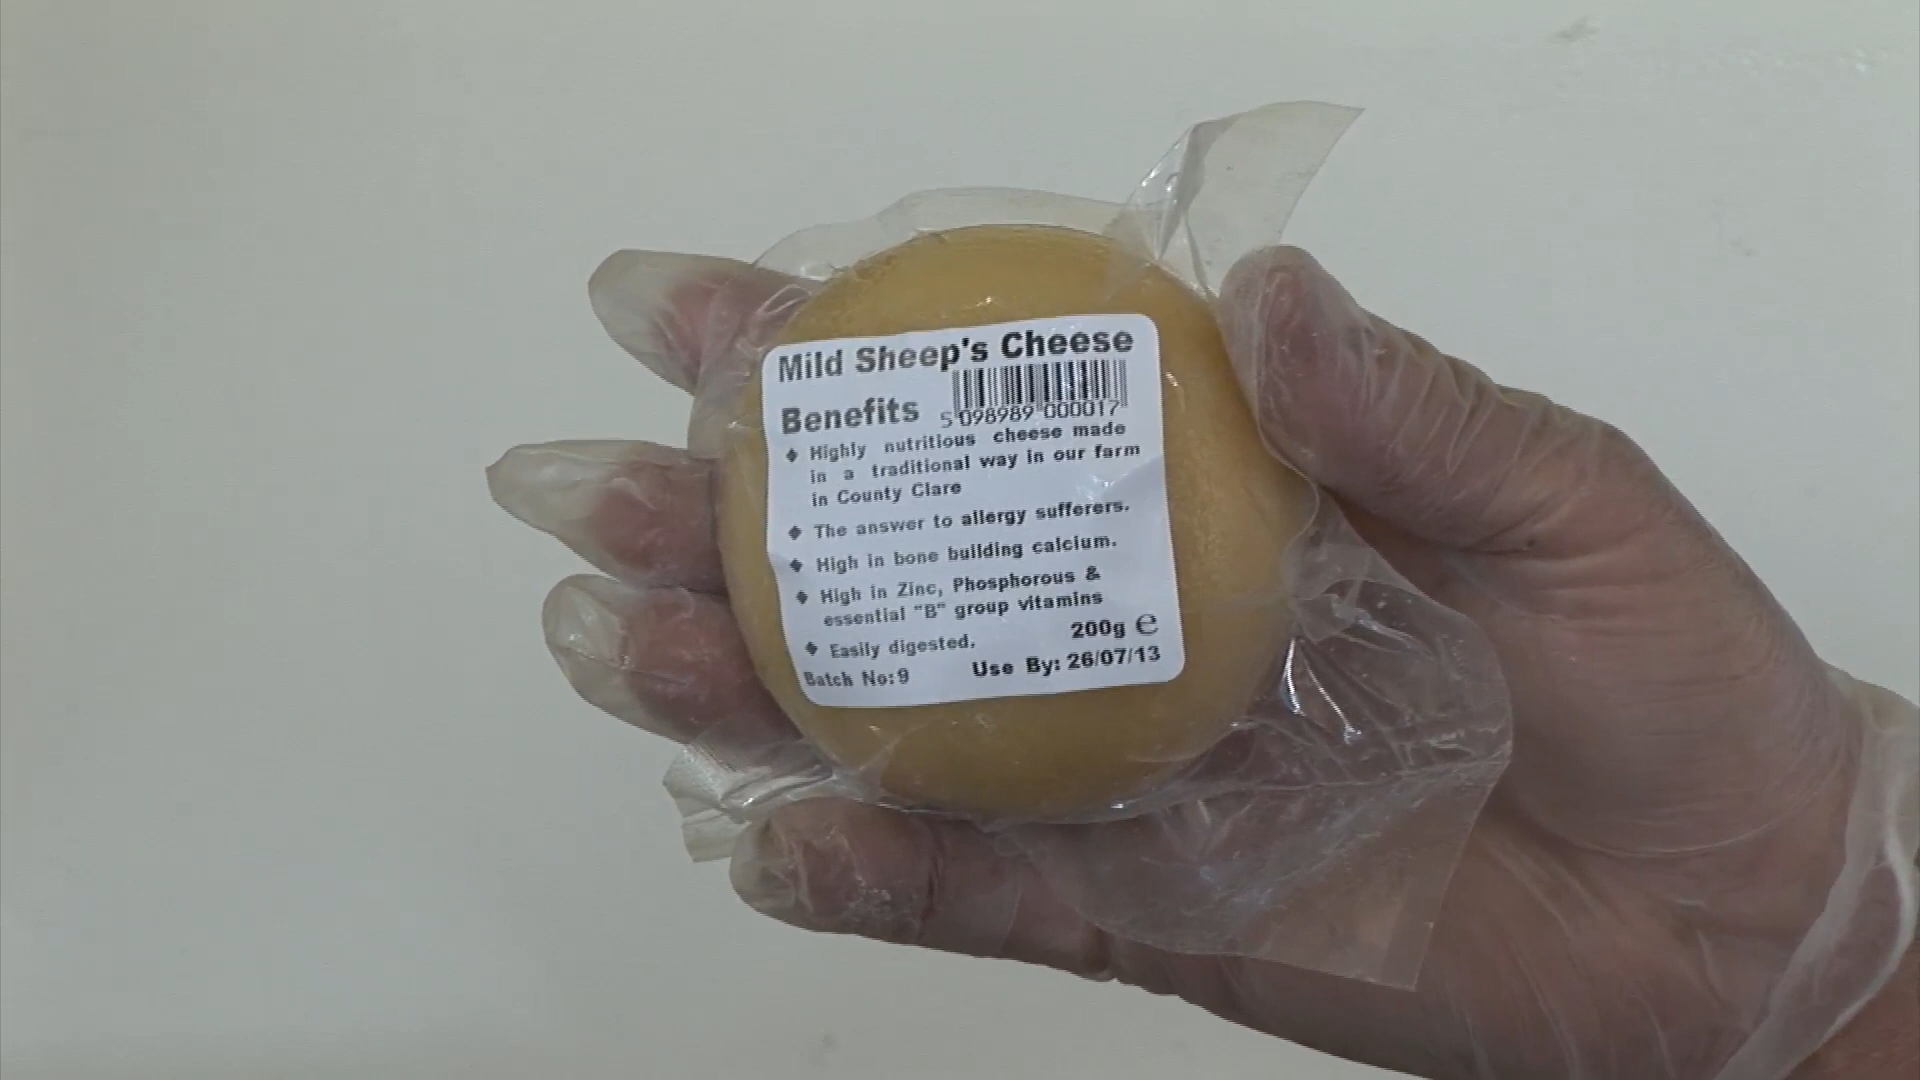 Mild Sheep's Cheese
Benefits
5 098989 000017
◆ Highly nutritious cheese made
in a traditional way in our farm
in County Clare
◆ The answer to allergy sufferers.
◆ High in bone building calcium.
◆ High in Zinc, Phosphorous &
essential "B" group vitamins
◆ Easily digested.
200g ℮
Batch No:9
Use By: 26/07/13